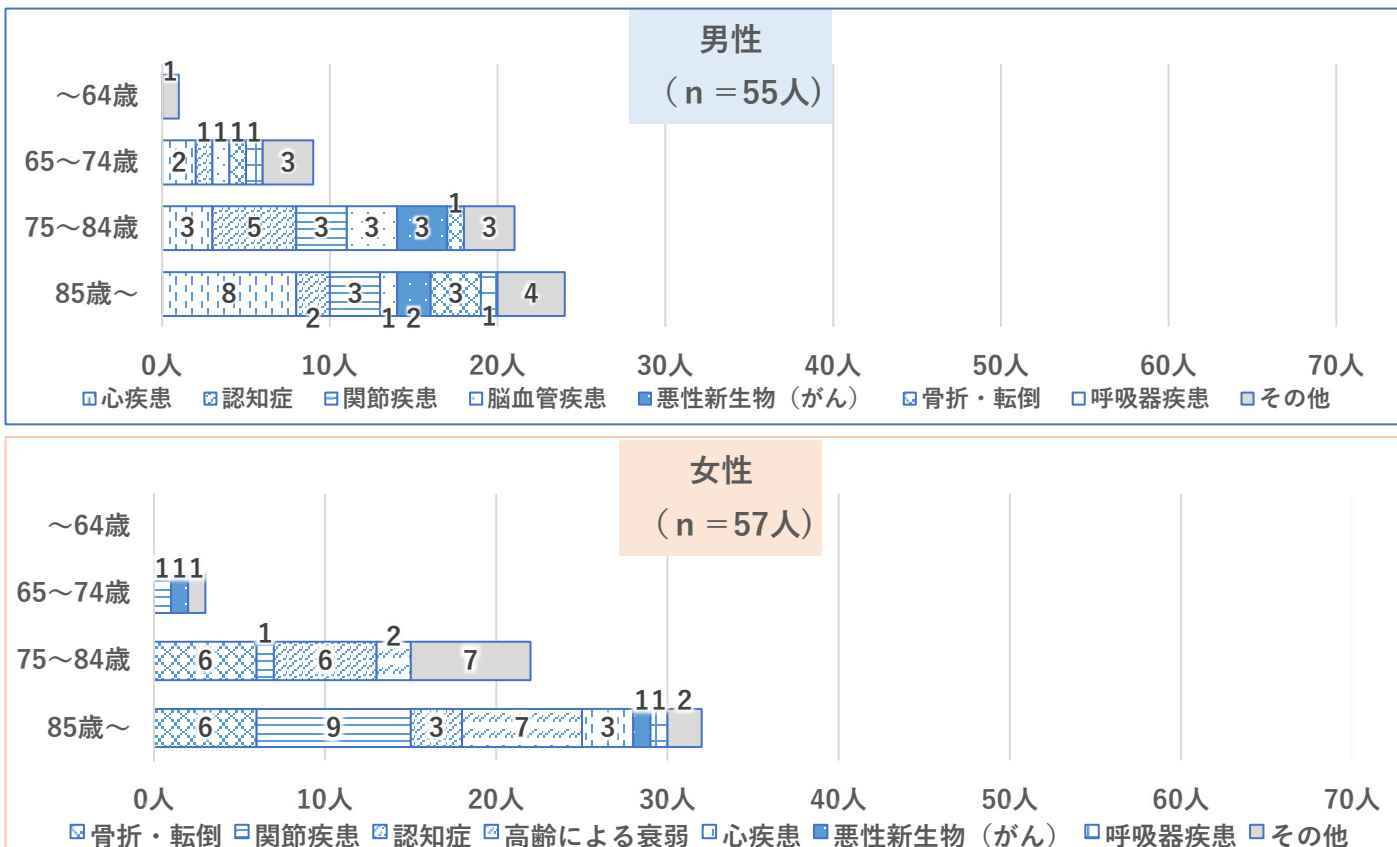 男性
（ｎ＝55人）
～64歳
1
65～74歳
2 1 1 1 1 3
75～84歳
3 5 3 3 3 1 3
85歳～
8 2 3 1 2 3 1 4
0人 10人 20人 30人 40人 50人 60人 70人
心疾患 認知症 関節疾患 脳血管疾患 悪性新生物（がん） 骨折・転倒 呼吸器疾患 その他
女性
（ｎ＝57人）
～64歳
65～74歳
1 1 1
75～84歳
6 1 6 2 7
85歳～
6 9 3 7 3 1 1 2
0人 10人 20人 30人 40人 50人 60人 70人
骨折・転倒 関節疾患 認知症 高齢による衰弱 心疾患 悪性新生物（がん） 呼吸器疾患 その他